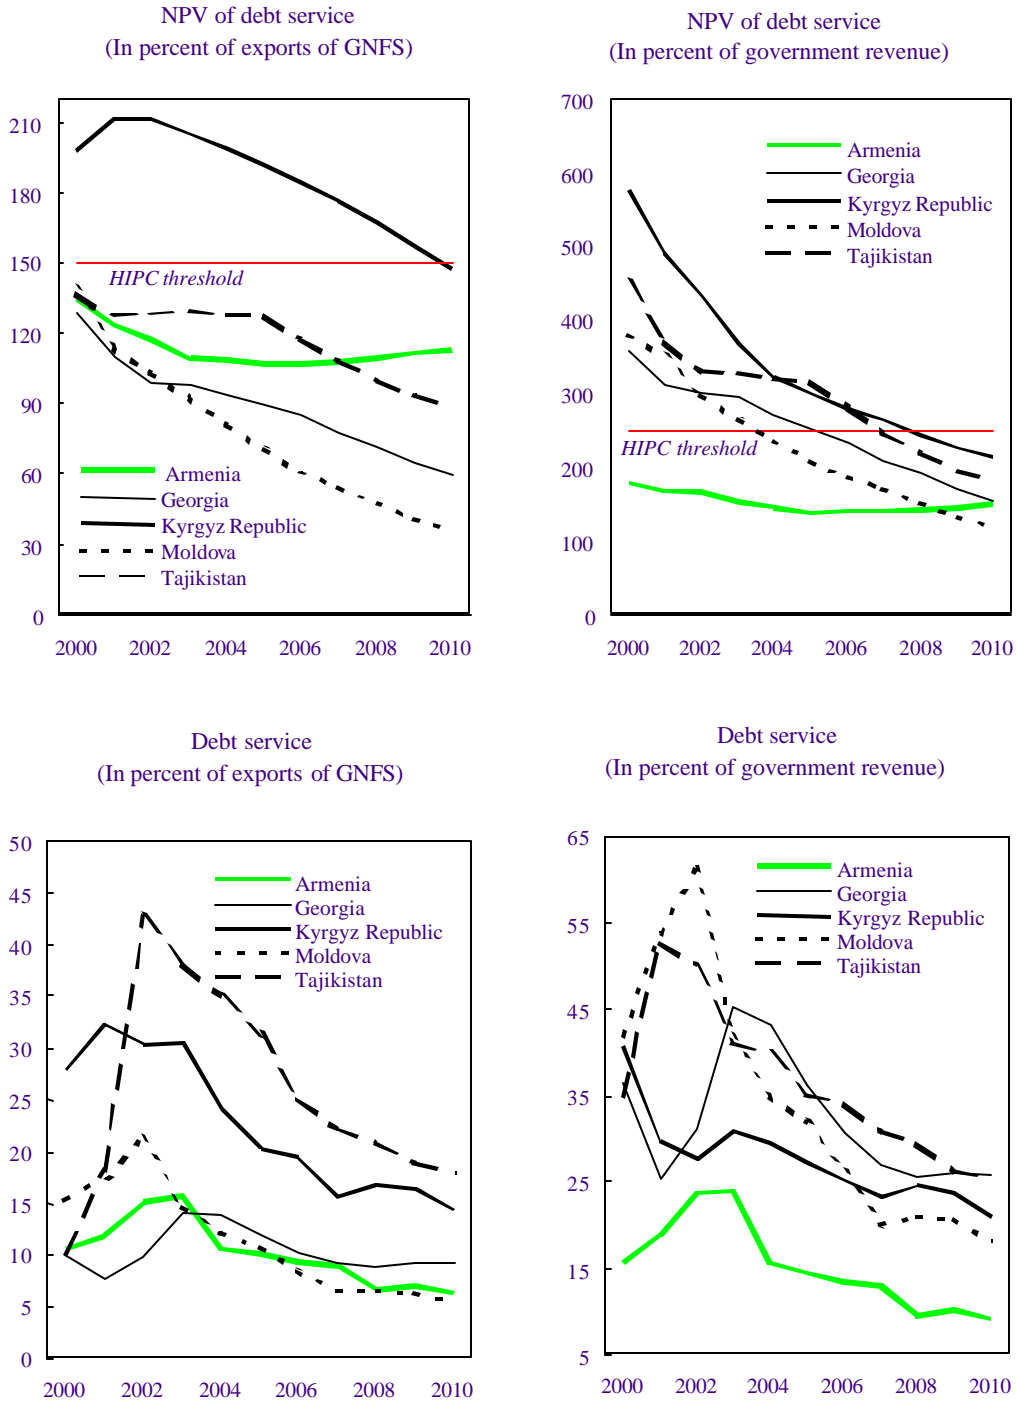 NPV of debt service
(In percent of exports of GNFS)
210
180
150
120
90
60
30
0
HIPC threshold
Armenia
Georgia
Kyrgyz Republic
Moldova
Tajikistan
2000 2002 2004 2006 2008 2010
NPV of debt service
(In percent of government revenue)
700
600
500
400
300
200
100
0
Armenia
Georgia
Kyrgyz Republic
Moldova
Tajikistan
HIPC threshold
2000 2002 2004 2006 2008 2010
Debt service
(In percent of exports of GNFS)
50
45
40
35
30
25
20
15
10
5
0
Armenia
Georgia
Kyrgyz Republic
Moldova
Tajikistan
2000 2002 2004 2006 2008 2010
Debt service
(In percent of government revenue)
65
55
45
35
25
15
5
Armenia
Georgia
Kyrgyz Republic
Moldova
Tajikistan
2000 2002 2004 2006 2008 2010